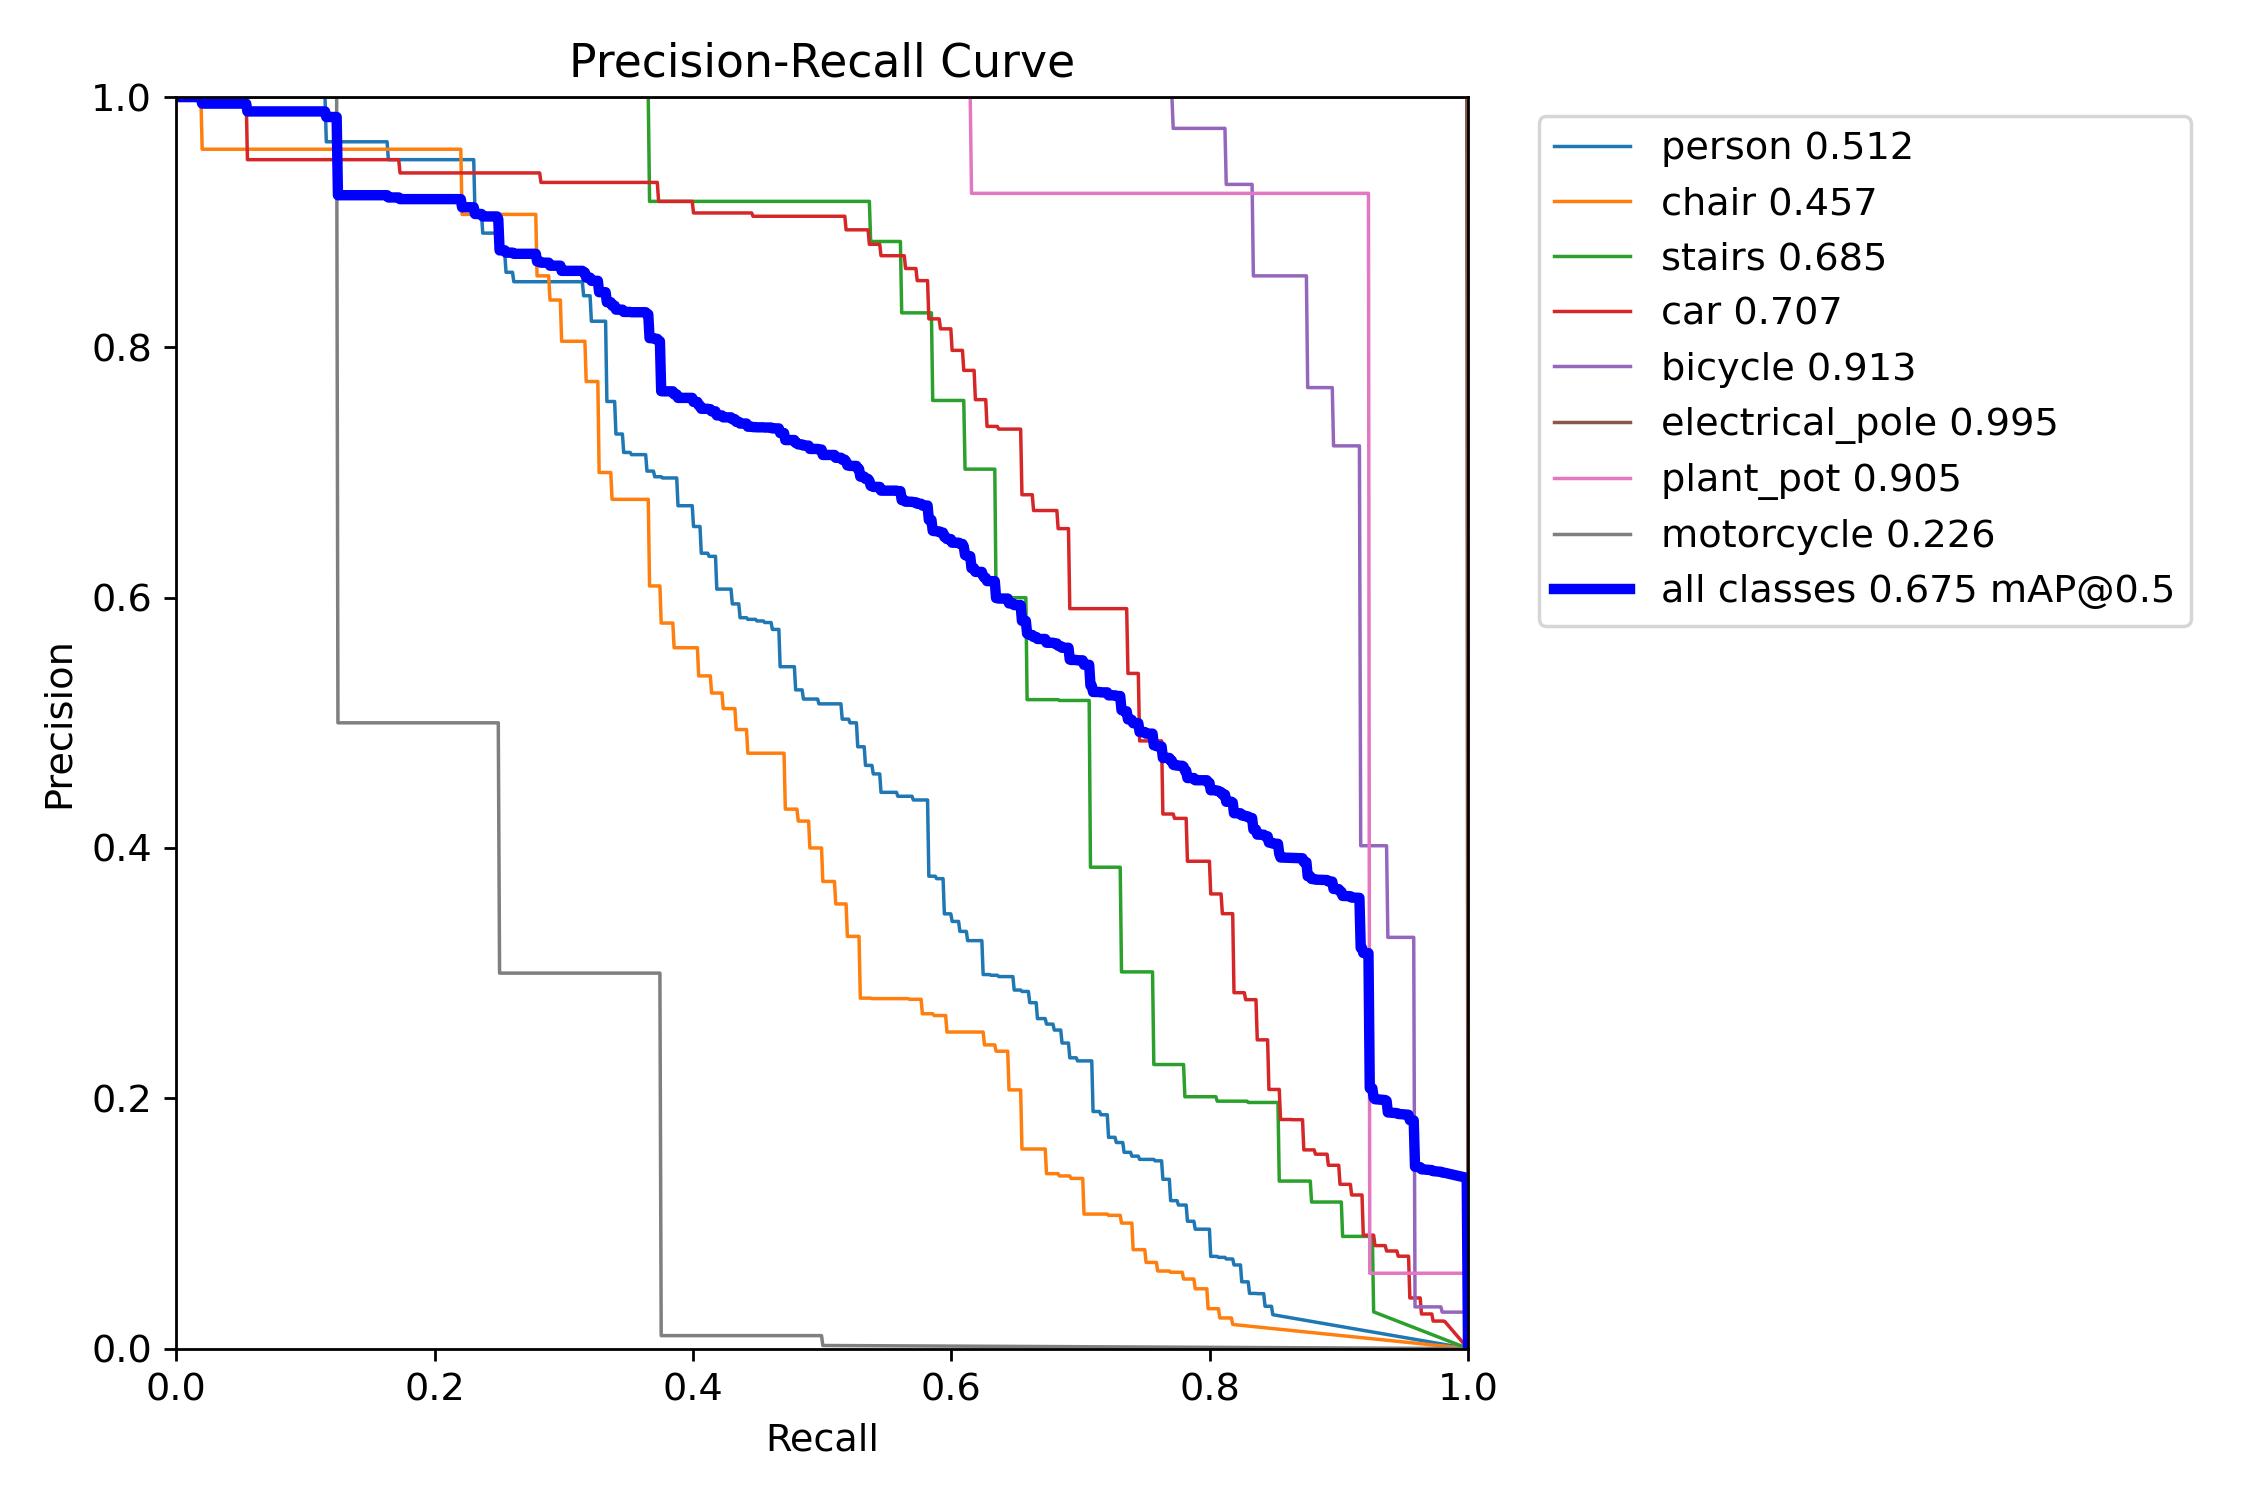 Precision-Recall Curve
1.0
0.8
0.6
0.4
0.2
0.0
Precision
0.0 0.2 0.4 0.6 0.8 1.0
Recall
person 0.512
chair 0.457
stairs 0.685
car 0.707
bicycle 0.913
electrical_pole 0.995
plant_pot 0.905
motorcycle 0.226
all classes 0.675 mAP@0.5